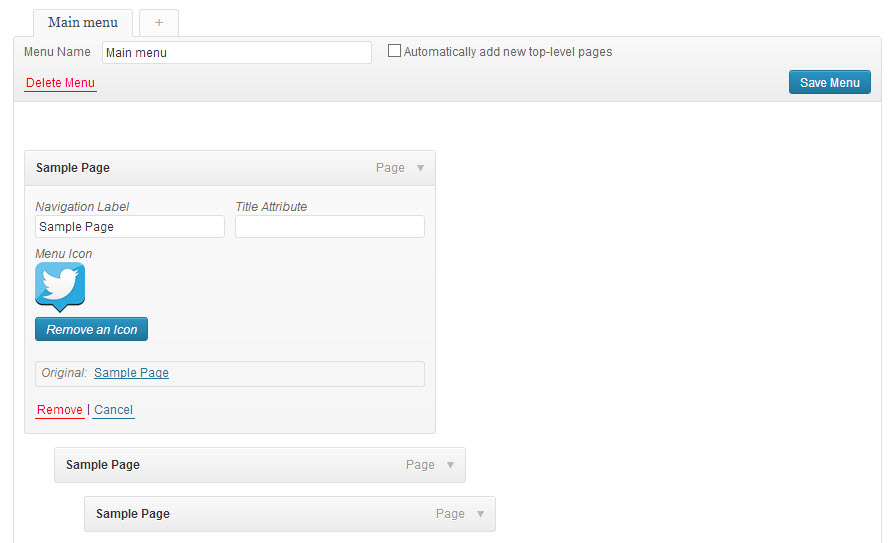 Main menu +
Menu Name Main menu Automatically add new top-level pages
Delete Menu Save Menu
Sample Page Page
Navigation Label Title Attribute
Sample Page
Menu Icon
Remove an Icon
Original: Sample Page
Remove | Cancel
Sample Page Page
Sample Page Page